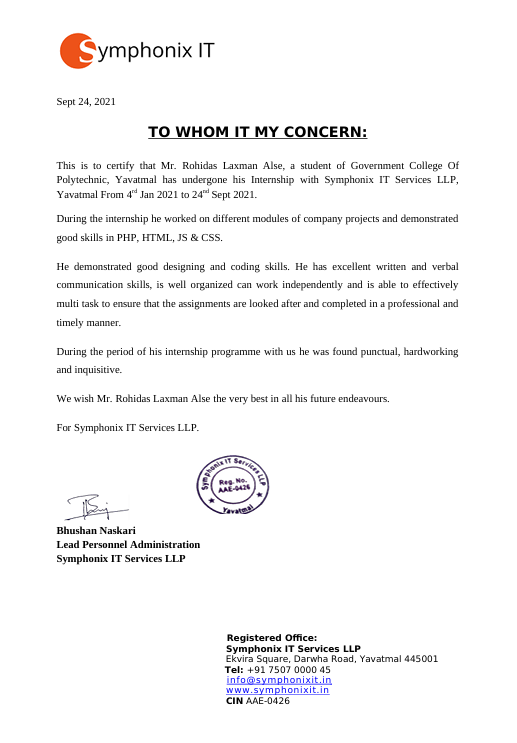 Symphonix IT
Sept 24, 2021
TO WHOM IT MY CONCERN:
This is to certify that Mr. Rohidas Laxman Alse, a student of Government College Of
Polytechnic, Yavatmal has undergone his Internship with Symphonix IT Services LLP,
Yavatmal From 4rd Jan 2021 to 24nd Sept 2021.
During the internship he worked on different modules of company projects and demonstrated
good skills in PHP, HTML, JS & CSS.
He demonstrated good designing and coding skills. He has excellent written and verbal
communication skills, is well organized can work independently and is able to effectively
multi task to ensure that the assignments are looked after and completed in a professional and
timely manner.
During the period of his internship programme with us he was found punctual, hardworking
and inquisitive.
We wish Mr. Rohidas Laxman Alse the very best in all his future endeavours.
For Symphonix IT Services LLP.
Symphonix IT Services LLP
Reg. No.
AAE-0426
Yavatmal
Bhushan Naskari
Lead Personnel Administration
Symphonix IT Services LLP
Registered Office:
Symphonix IT Services LLP
Ekvira Square, Darwha Road, Yavatmal 445001
Tel: +91 7507 0000 45
info@symphonixit.in
www.symphonixit.in
CIN AAE-0426